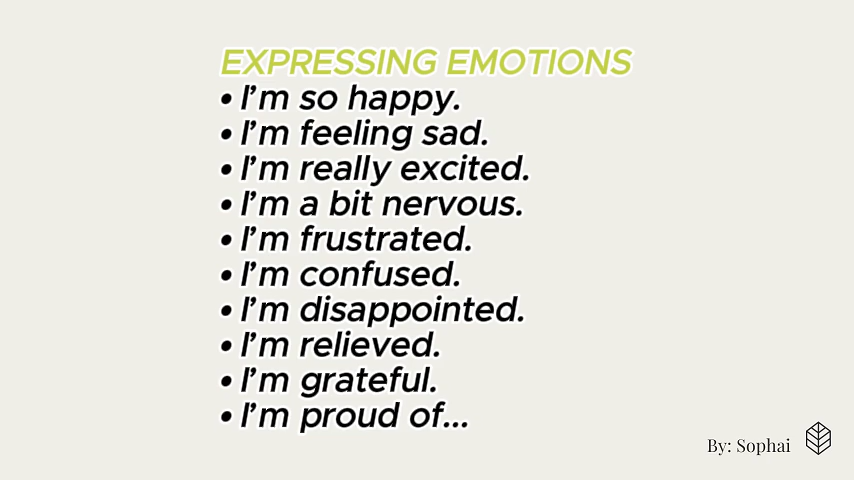 EXPRESSING EMOTIONS
• I’m so happy.
• I’m feeling sad.
• I’m really excited.
• I’m a bit nervous.
• I’m frustrated.
• I’m confused.
• I’m disappointed.
• I’m relieved.
• I’m grateful.
• I’m proud of...
By: Sophai